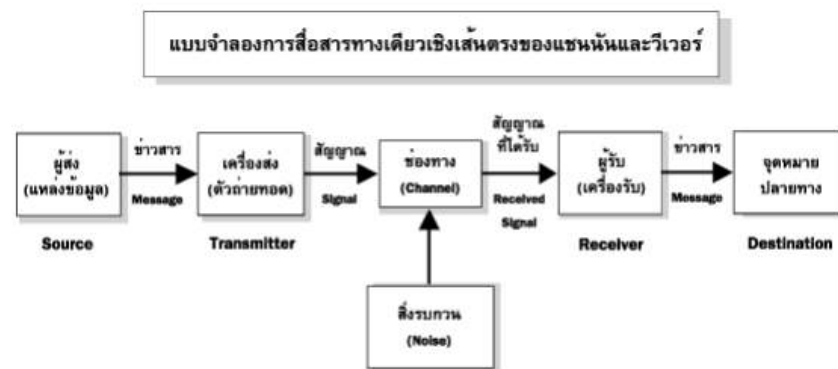 แบบจำลองการสื่อสารทางเดียวเชิงเส้นตรงของแชนนันและวีเวอร์
ผู้ส่ง
(แหล่งข้อมูล)
Source
ข่าวสาร
Message
เครื่องส่ง
(ตัวถ่ายทอด)
Transmitter
สัญญาณ
Signal
ช่องทาง
(Channel)
สัญญาณ
ที่ได้รับ
Received
Signal
ผู้รับ
(เครื่องรับ)
Receiver
ข่าวสาร
Message
จุดหมาย
ปลายทาง
Destination
สิ่งรบกวน
(Noise)